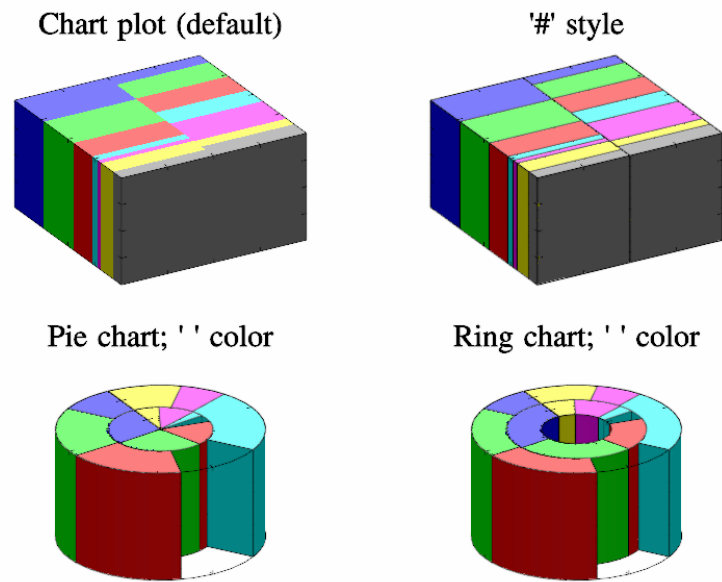 Chart plot (default)
'#' style
Pie chart; ' ' color
Ring chart; ' ' color